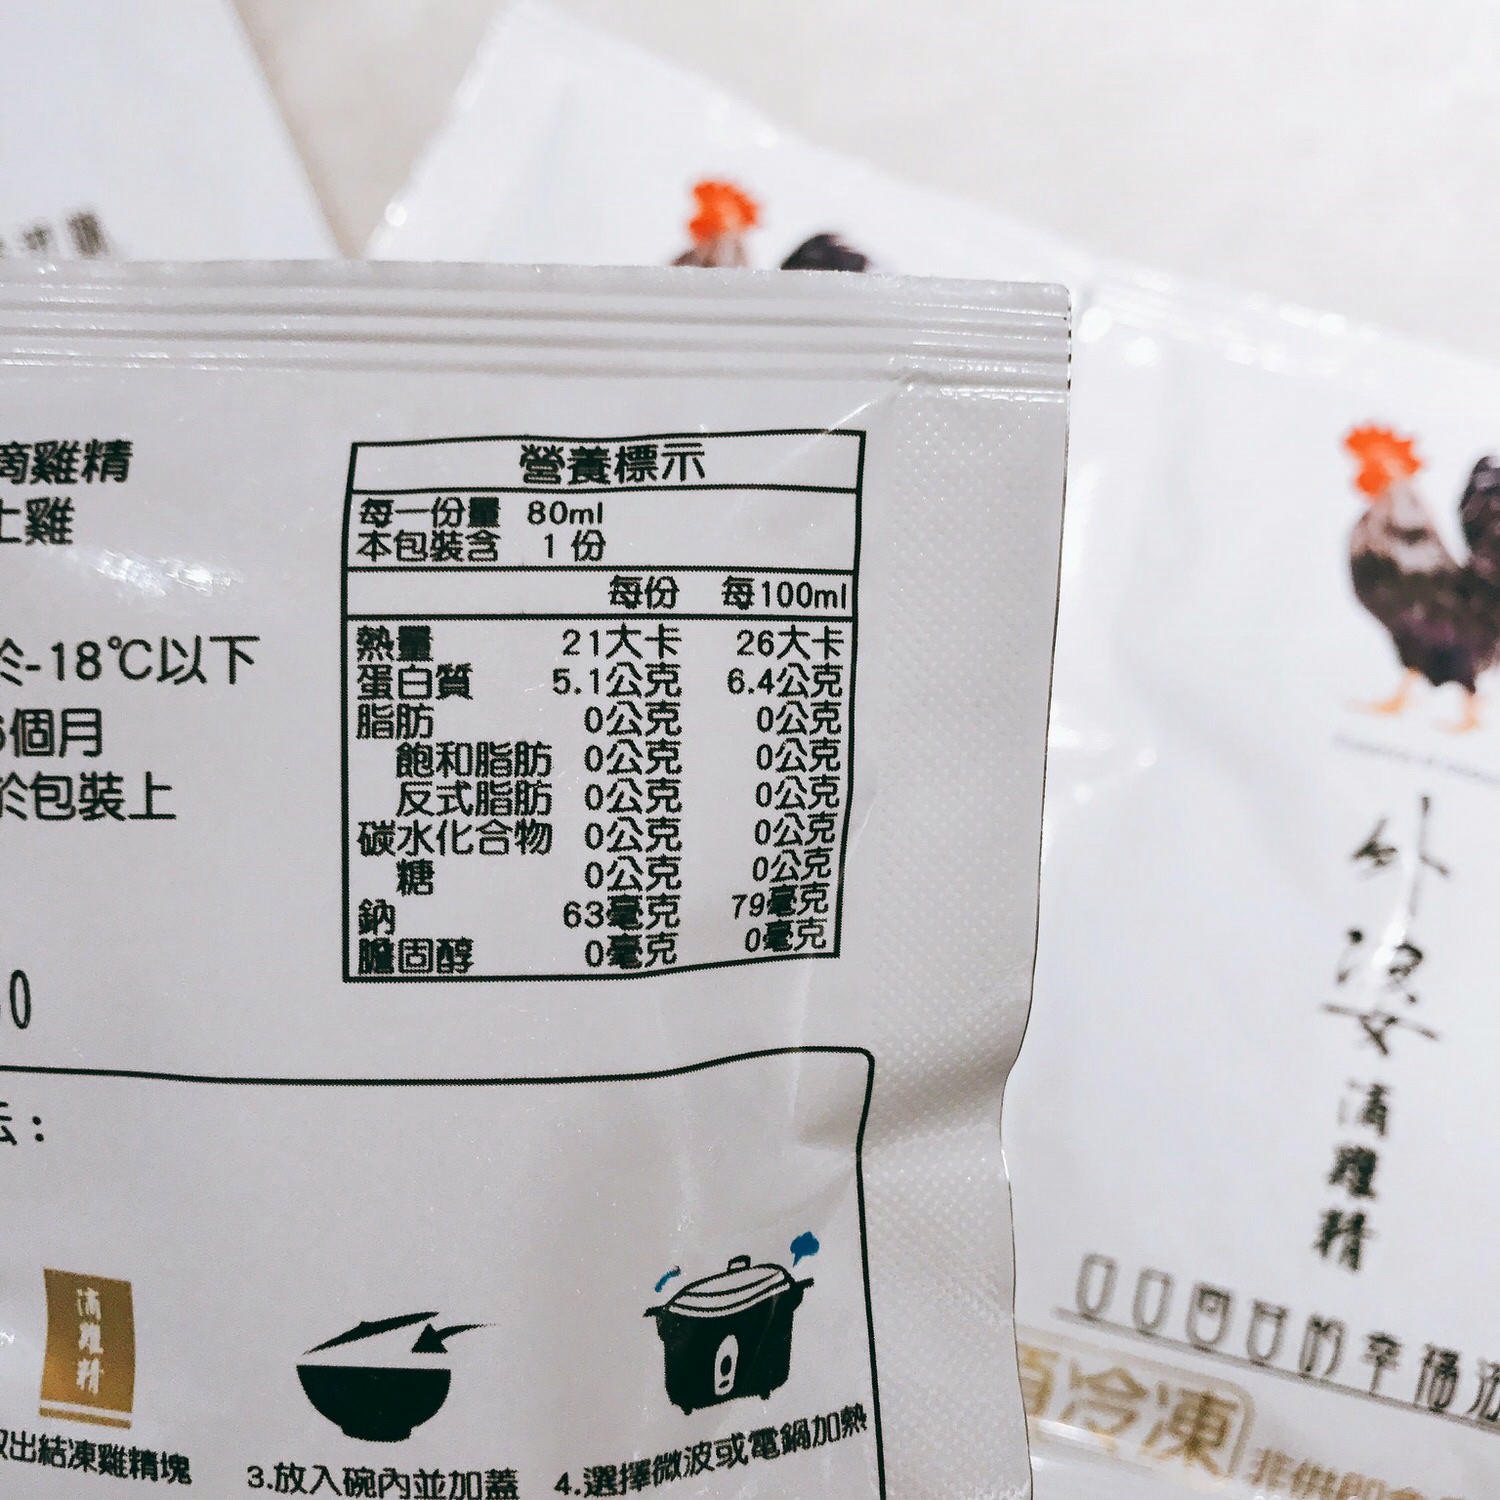 滴雞精
土雞
於-18℃以下
6個月
於包裝上
0
營養標示
每一份量 80ml
本包裝含 1 份
每份 每100ml
熱量 21大卡 26大卡
蛋白質 5.1公克 6.4公克
脂肪 0公克 0公克
飽和脂肪 0公克 0公克
反式脂肪 0公克 0公克
碳水化合物 0公克 0公克
糖 0公克 0公克
鈉 63毫克 79毫克
膽固醇 0毫克 0毫克
法：
滴雞精
取出結凍雞精塊
3.放入碗內並加蓋
4.選擇微波或電鍋加熱
外婆
滴雞精
的幸福
冷凍
非供即食